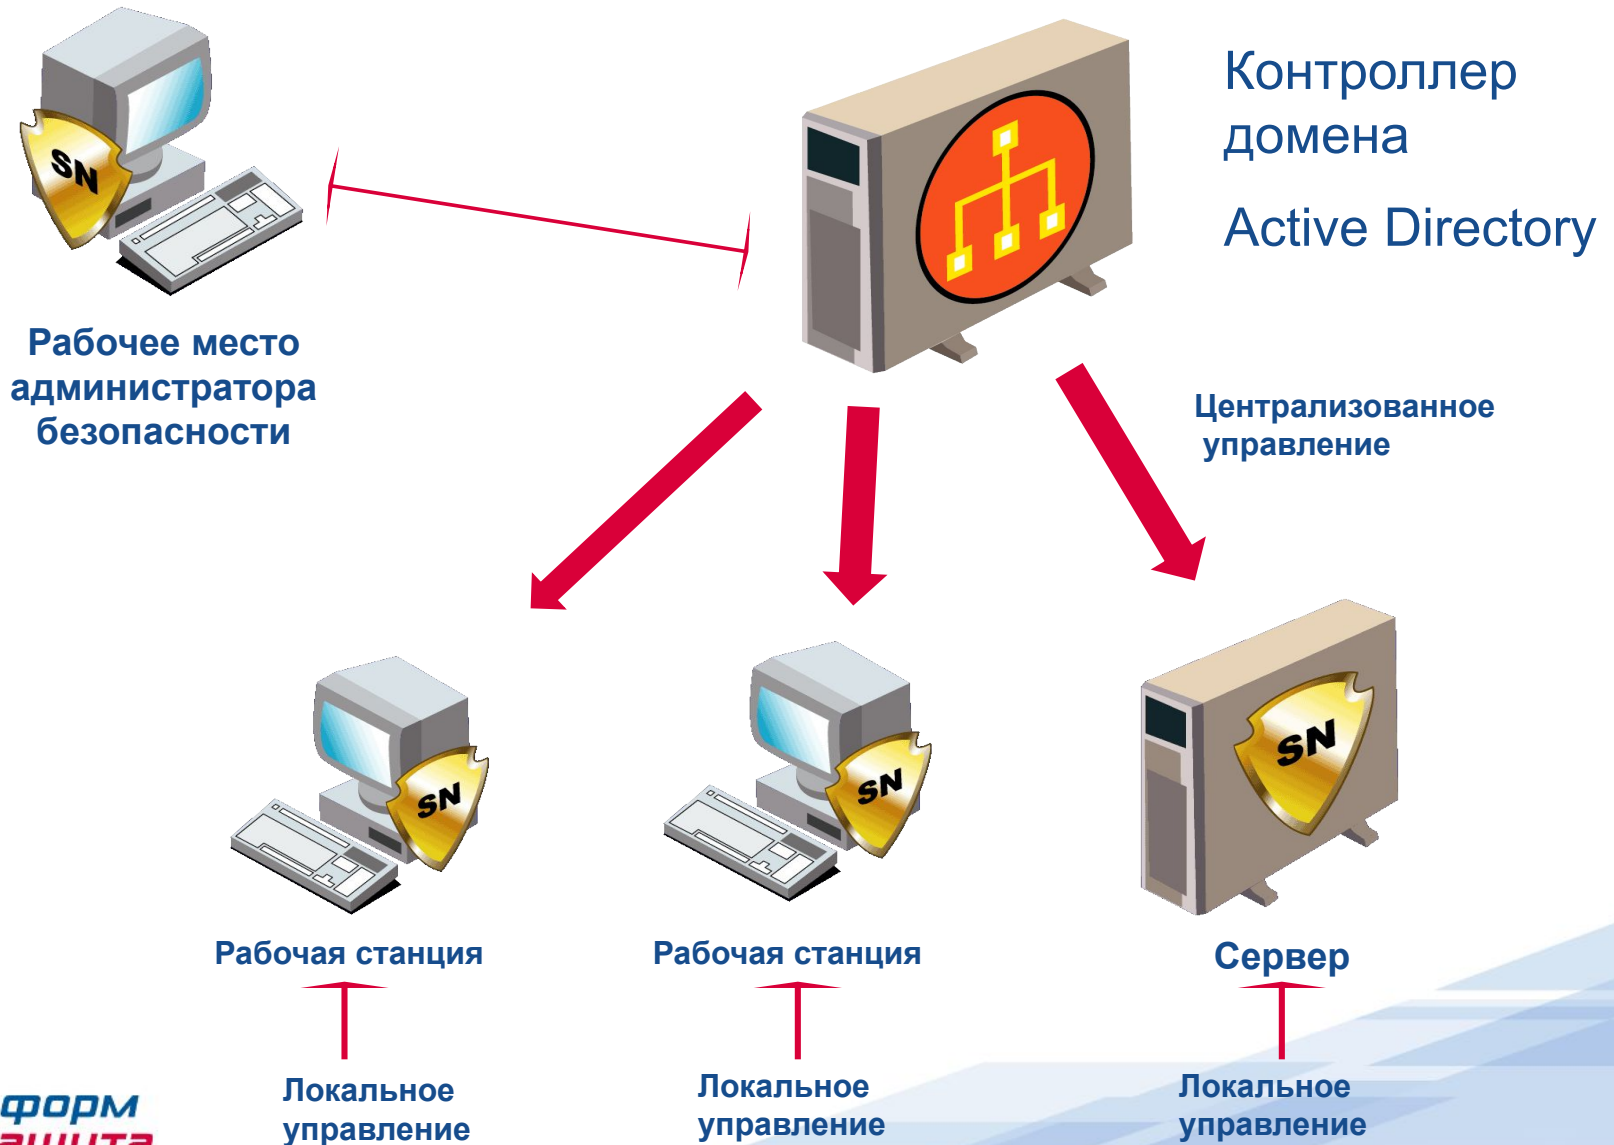 Контроллер
домена
Active Directory
SN
Рабочее место
администратора
безопасности
Централизованное
управление
SN
SN
SN
Рабочая станция
Рабочая станция
Сервер
Локальное
управление
Локальное
управление
Локальное
управление
форм